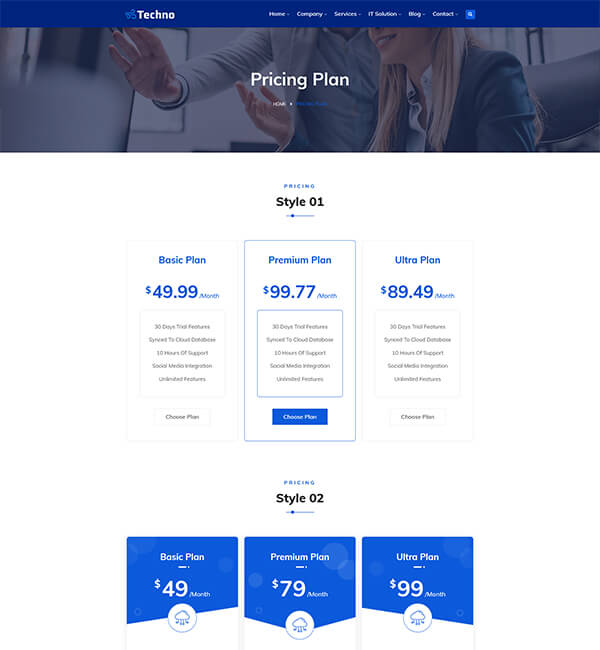 Techno
Home Company Services IT Solution Blog Contact
Pricing Plan
HOME PRICING PLAN
PRICING
Style 01
Basic Plan
$49.99 /Month
30 Days Trial Features
Synced To Cloud Database
10 Hours Of Support
Social Media Integration
Unlimited Features
Choose Plan
Premium Plan
$99.77 /Month
30 Days Trial Features
Synced To Cloud Database
10 Hours Of Support
Social Media Integration
Unlimited Features
Choose Plan
Ultra Plan
$89.49 /Month
30 Days Trial Features
Synced To Cloud Database
10 Hours Of Support
Social Media Integration
Unlimited Features
Choose Plan
PRICING
Style 02
Basic Plan
$49 /Month
Premium Plan
$79 /Month
Ultra Plan
$99 /Month